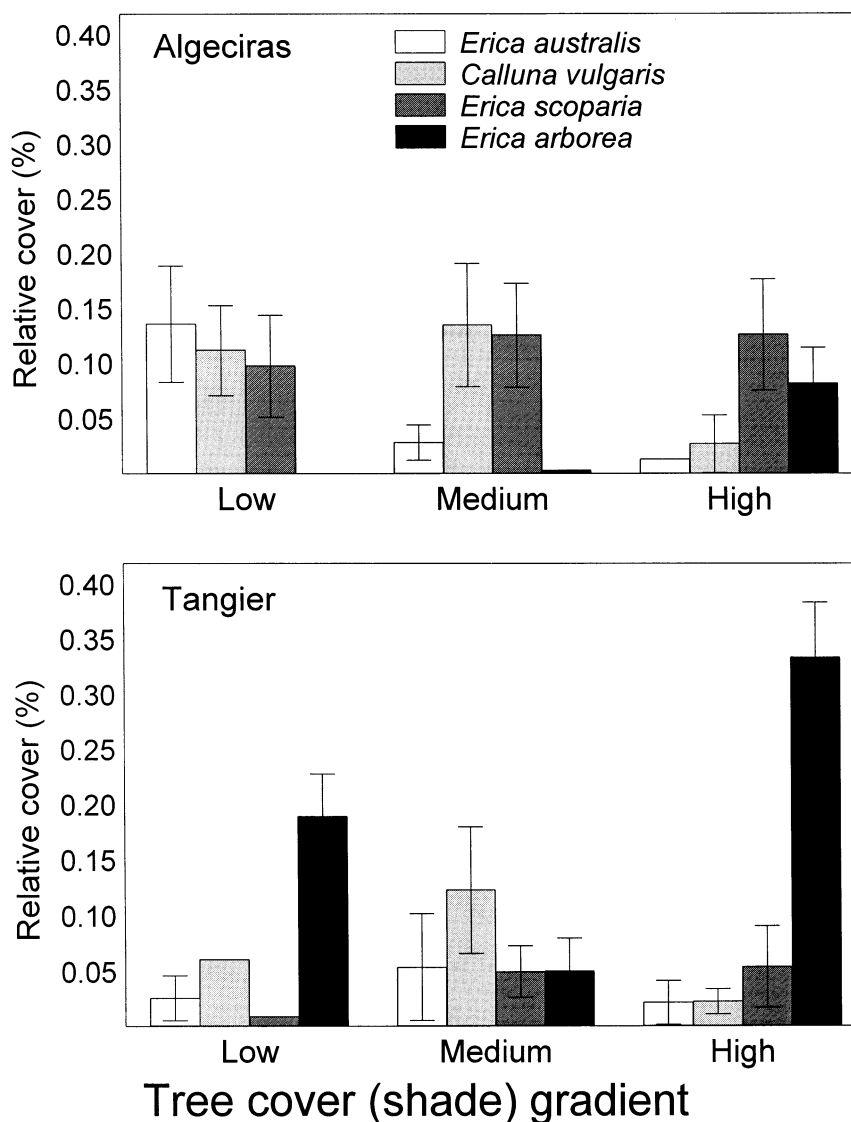 Algeciras
Erica australis
Calluna vulgaris
Erica scoparia
Erica arborea
Relative cover (%)
0.40
0.35
0.30
0.25
0.20
0.15
0.10
0.05
Low Medium High
Tangier
Relative cover (%)
0.40
0.35
0.30
0.25
0.20
0.15
0.10
0.05
Low Medium High
Tree cover (shade) gradient